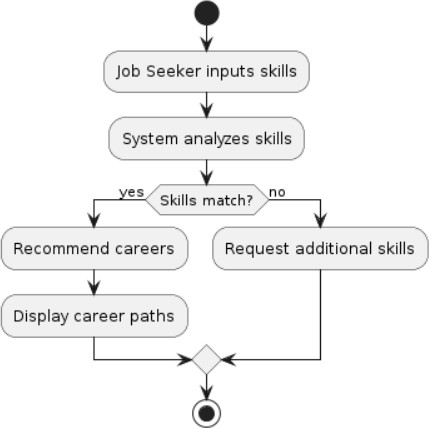 Job Seeker inputs skills
System analyzes skills
yes
Skills match?
no
Recommend careers
Request additional skills
Display career paths